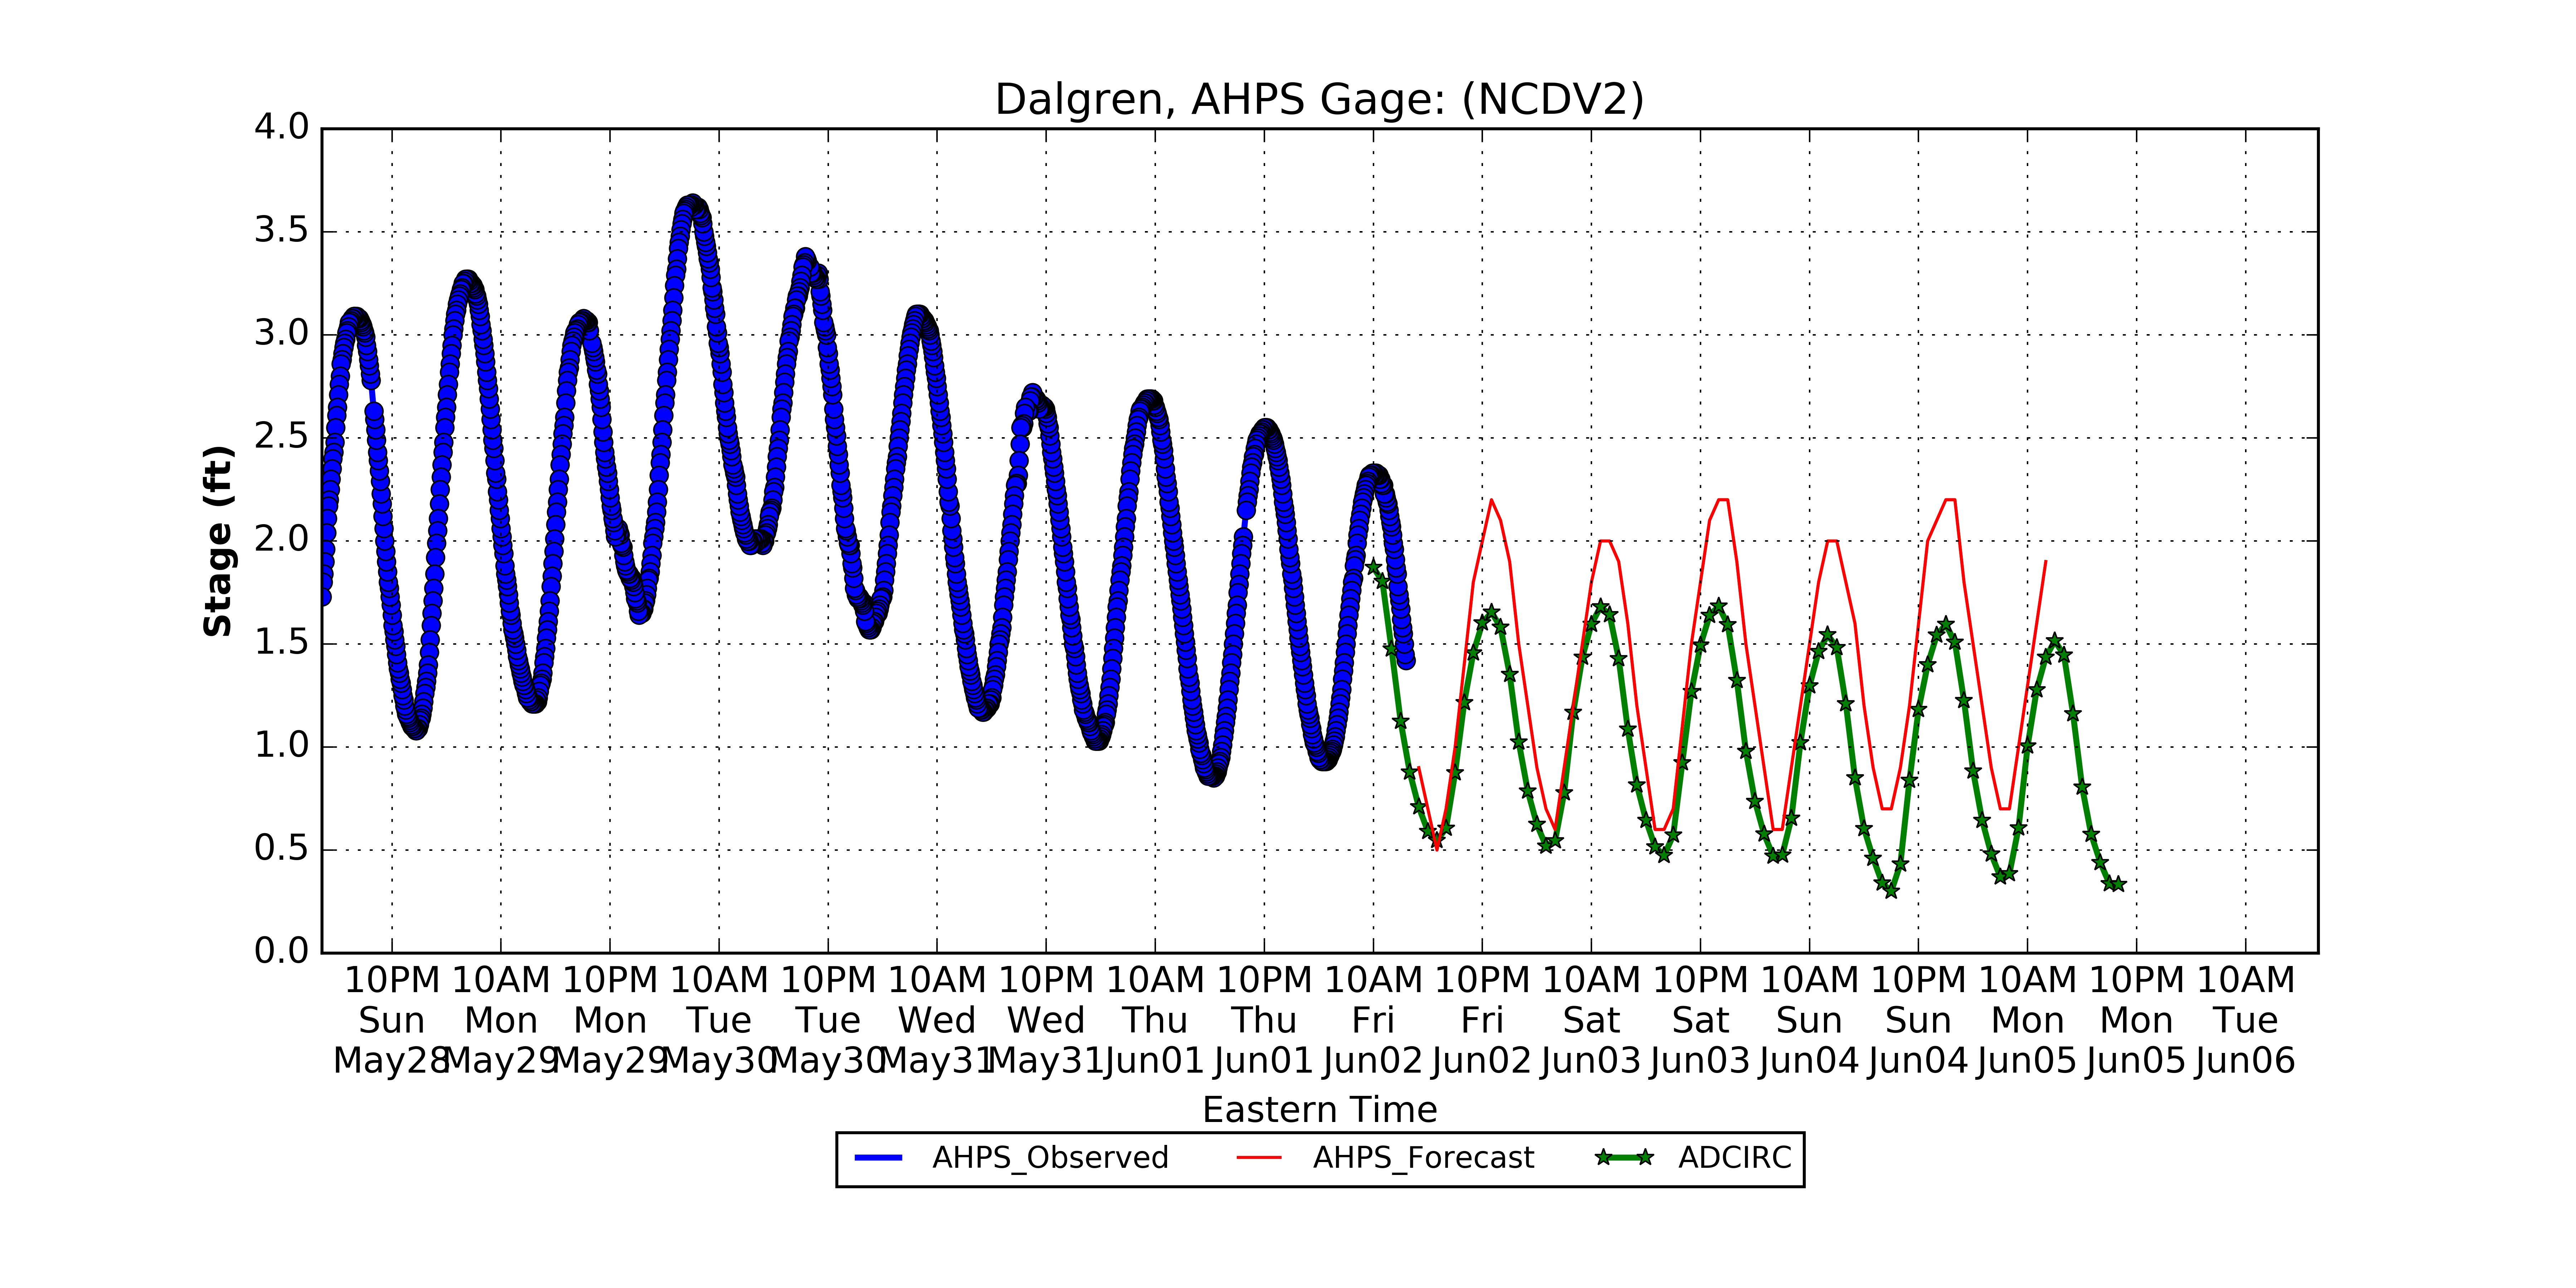 Dalgren, AHPS Gage: (NCDV2)
4.0
3.5
3.0
2.5
2.0
1.5
1.0
0.5
0.0
Stage (ft)
10PM 10AM 10PM 10AM 10PM 10AM 10PM 10AM 10PM 10AM 10PM 10AM 10PM 10AM 10PM 10AM 10PM 10AM
Sun Mon Mon Tue Tue Wed Wed Thu Thu Fri Fri Sat Sat Sun Sun Mon Mon Tue
May28 May29 May29 May30 May30 May31 May31 Jun01 Jun01 Jun02 Jun02 Jun03 Jun03 Jun04 Jun04 Jun05 Jun05 Jun06
Eastern Time
AHPS_Observed AHPS_Forecast ADCIRC